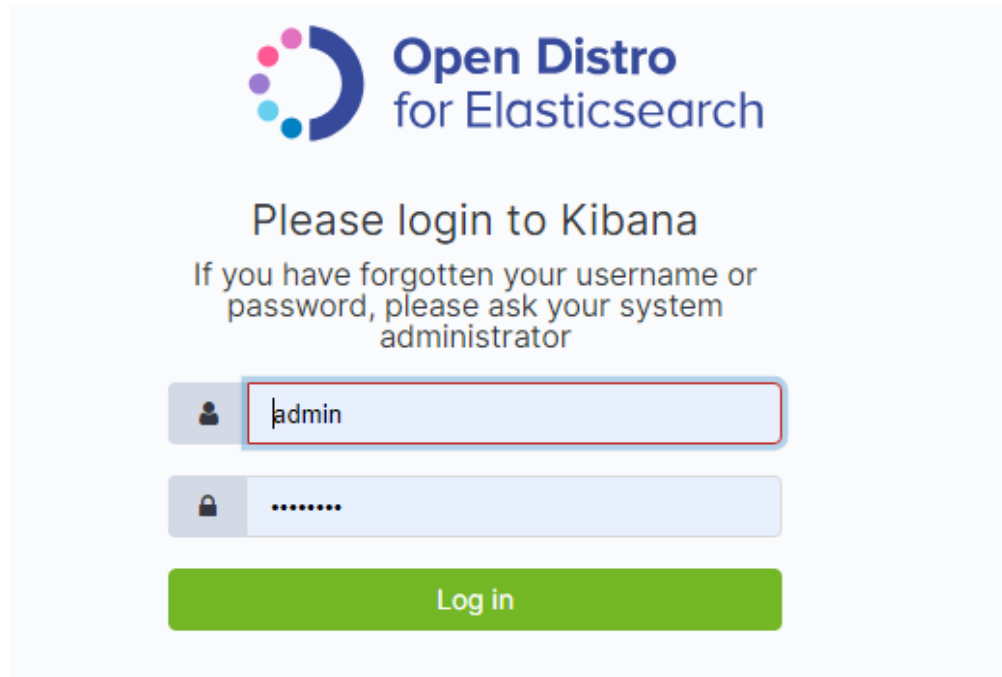 Open Distro
for Elasticsearch
Please login to Kibana
If you have forgotten your username or
password, please ask your system
administrator
admin
••••••••
Log in